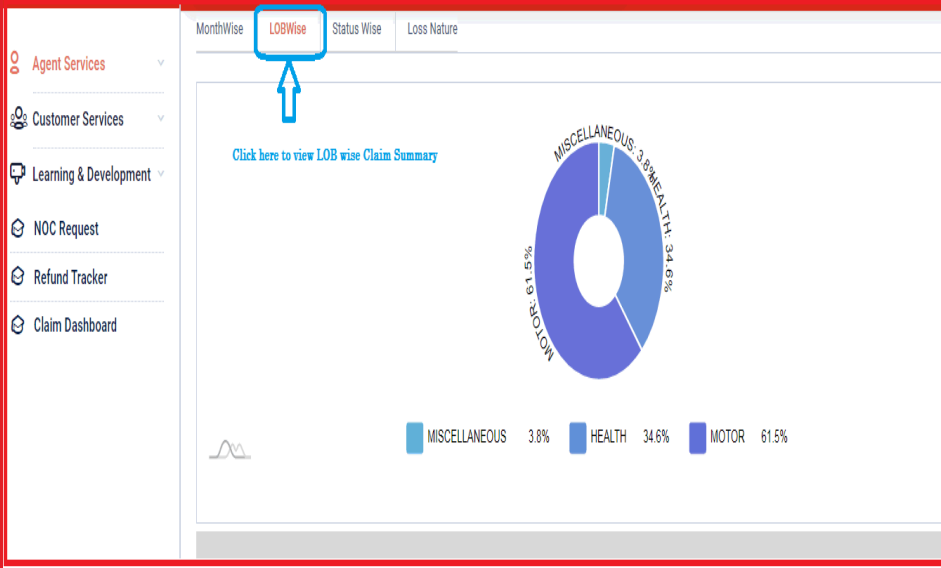 MonthWise
LOBWise
Status Wise
Loss Nature
Agent Services
Customer Services
Learning & Development
NOC Request
Refund Tracker
Claim Dashboard
Click here to view LOB wise Claim Summary
MISCELLANEOUS: 3.8%
HEALTH: 34.6%
MOTOR: 61.5%
MISCELLANEOUS 3.8% HEALTH 34.6% MOTOR 61.5%